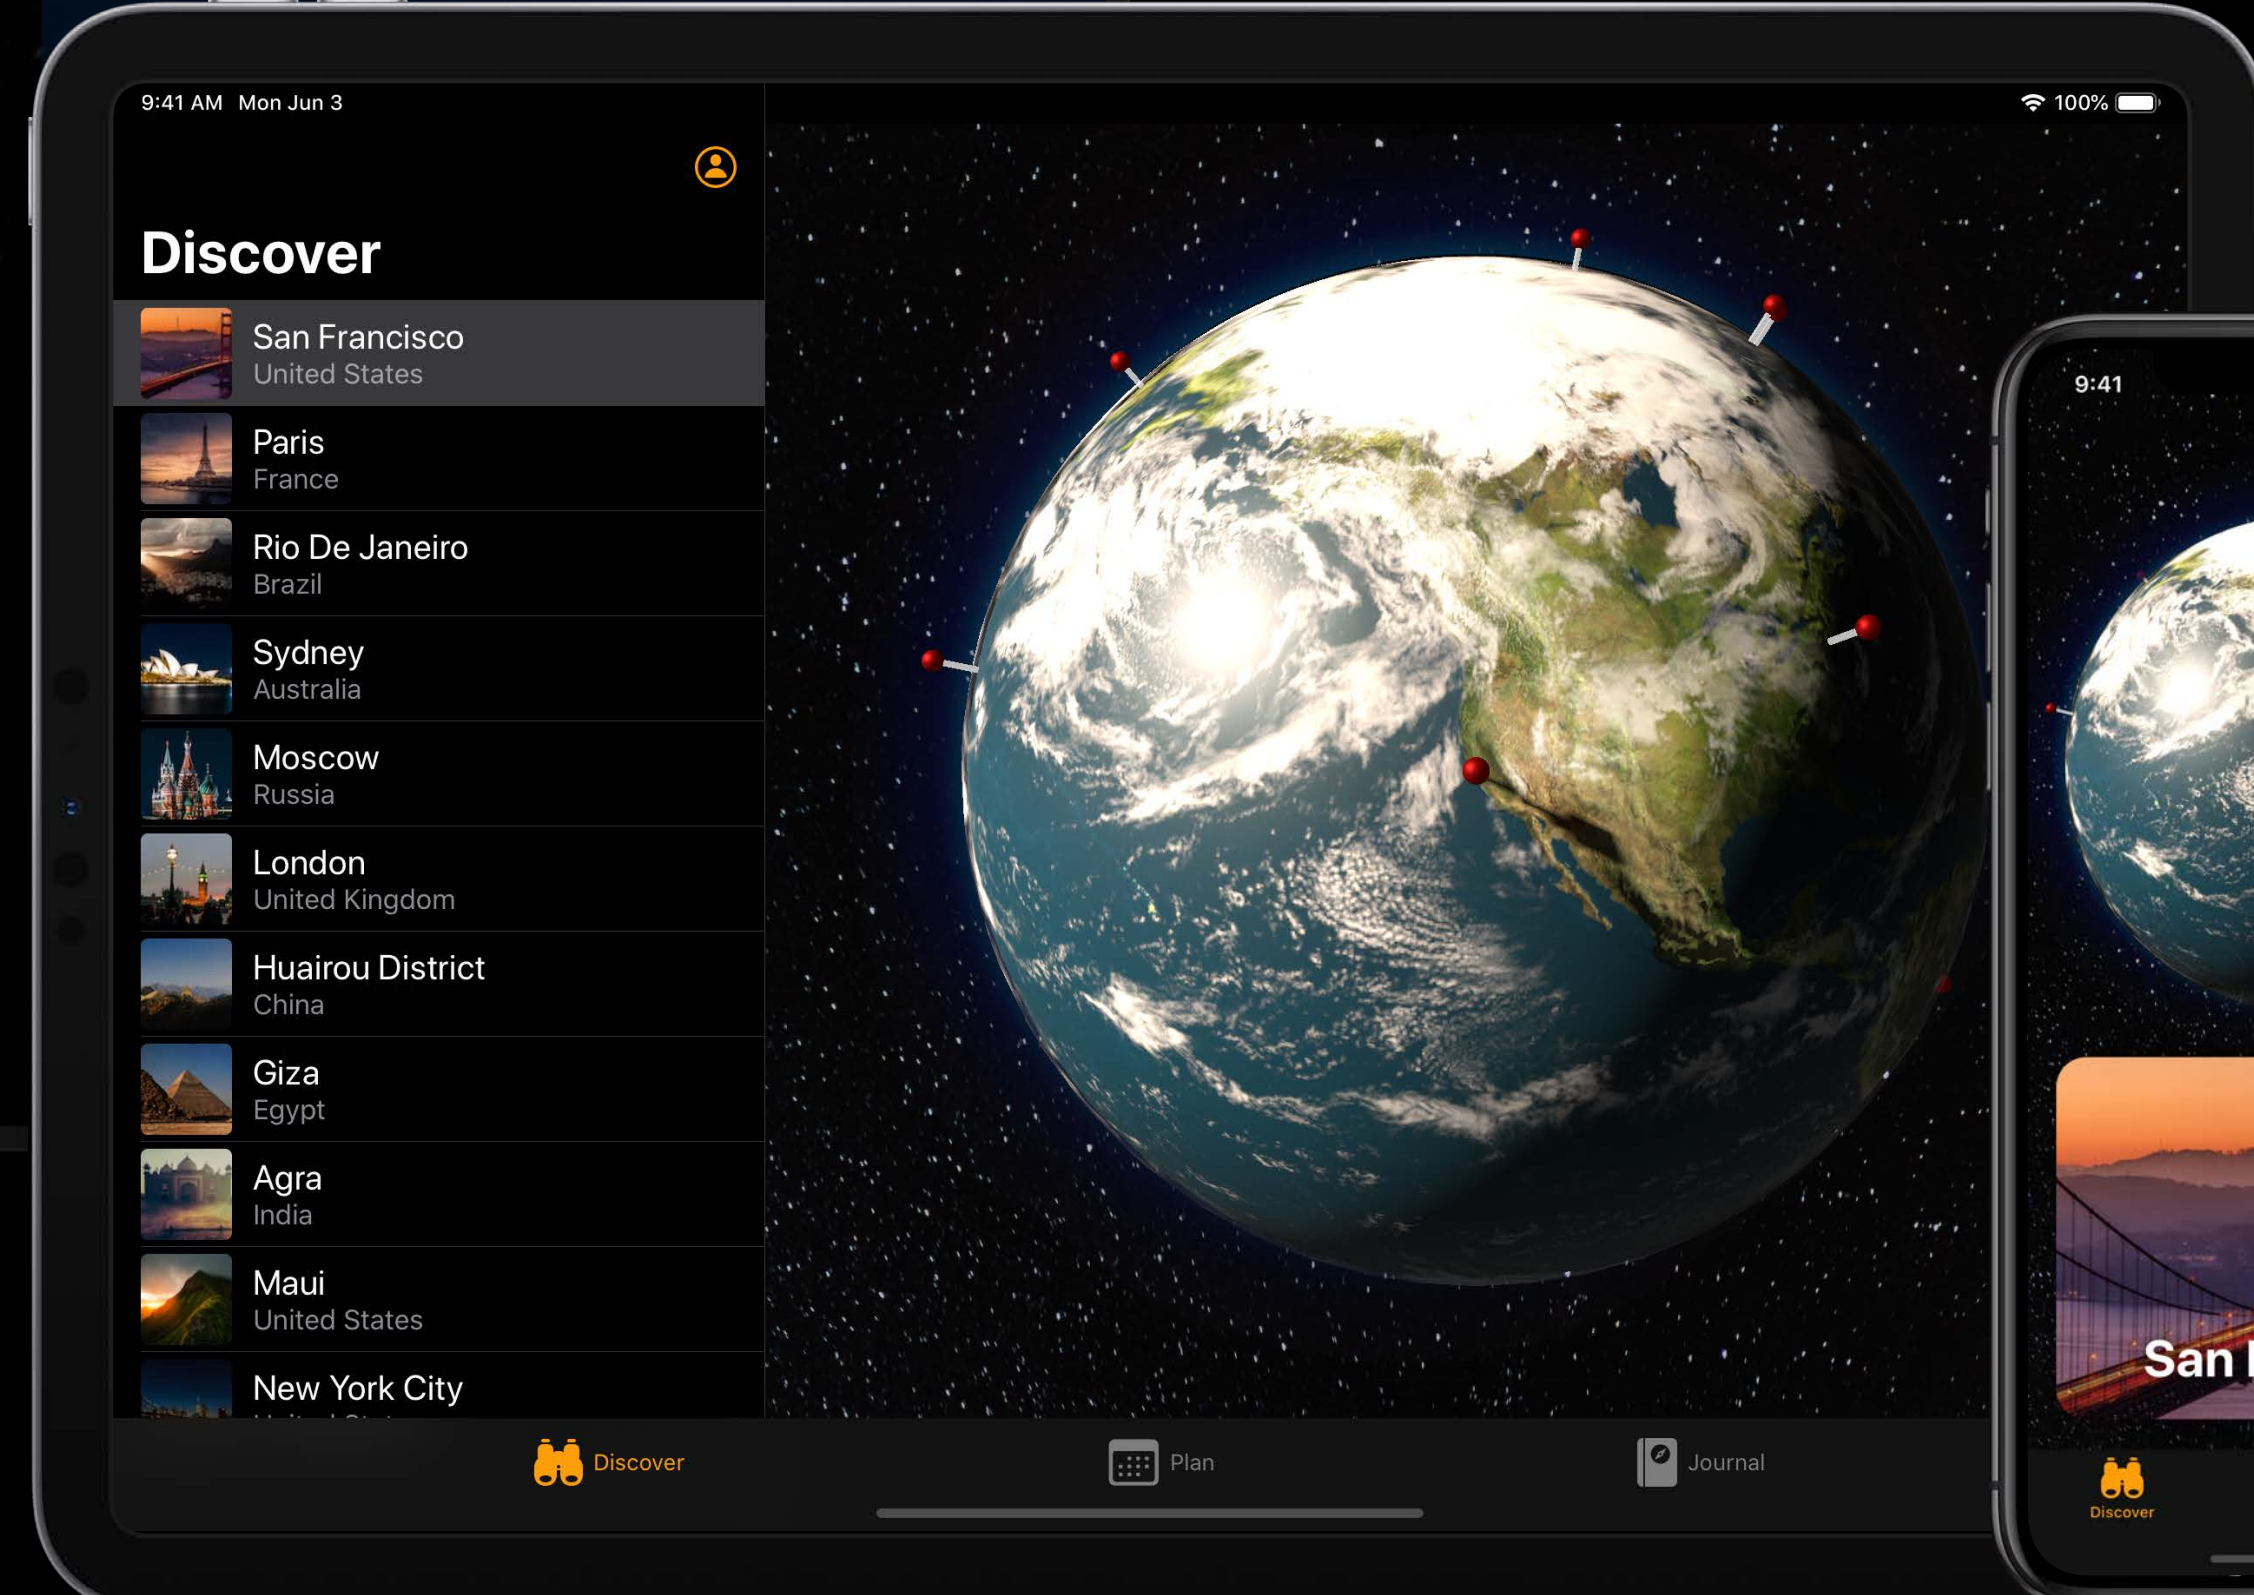 9:41 AM Mon Jun 3
100%
Discover
San Francisco
United States
Paris
France
Rio De Janeiro
Brazil
Sydney
Australia
Moscow
Russia
London
United Kingdom
Huairou District
China
Giza
Egypt
Agra
India
Maui
United States
New York City
Discover
Plan
Journal
9:41
San
Discover